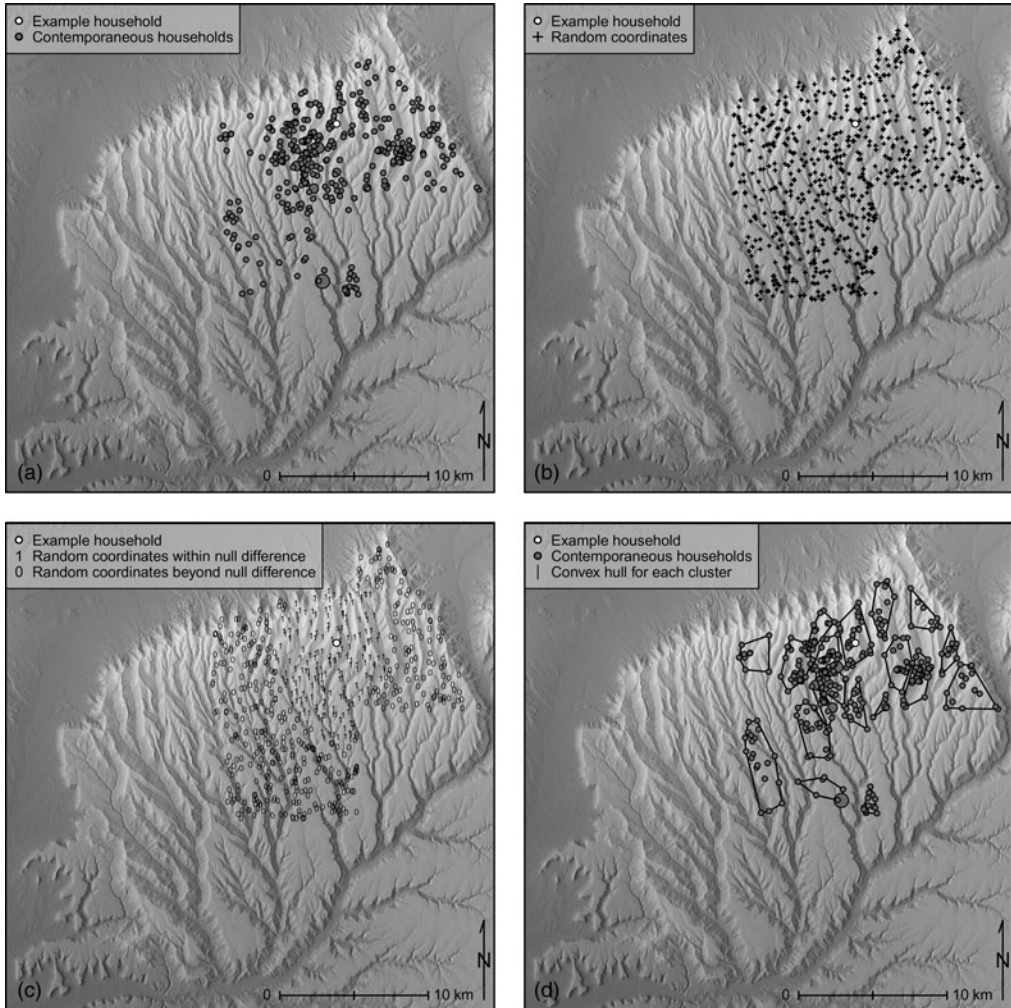 Example household
Contemporaneous households
(a)
0 10 km
N
Example household
Random coordinates
(b)
0 10 km
N
Example household
1 Random coordinates within null difference
0 Random coordinates beyond null difference
(c)
0 10 km
N
Example household
Contemporaneous households
Convex hull for each cluster
(d)
0 10 km
N